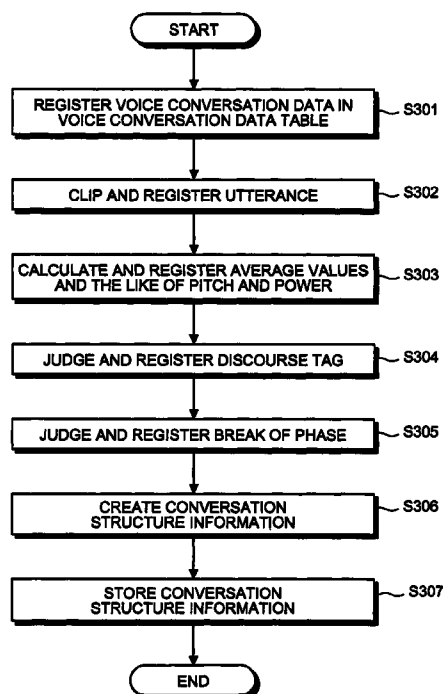 START
REGISTER VOICE CONVERSATION DATA IN
VOICE CONVERSATION DATA TABLE
S301
CLIP AND REGISTER UTTERANCE
S302
CALCULATE AND REGISTER AVERAGE VALUES
AND THE LIKE OF PITCH AND POWER
S303
JUDGE AND REGISTER DISCOURSE TAG
S304
JUDGE AND REGISTER BREAK OF PHASE
S305
CREATE CONVERSATION
STRUCTURE INFORMATION
S306
STORE CONVERSATION
STRUCTURE INFORMATION
S307
END